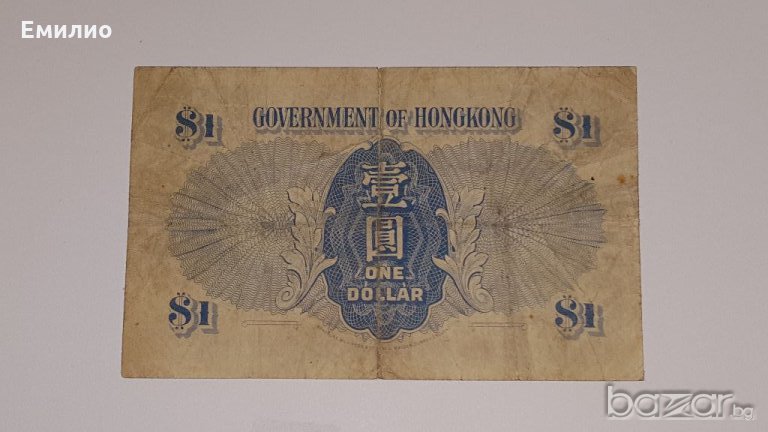 Емилио
GOVERNMENT OF HONGKONG
$1 $1
壹
圓
ONE
DOLLAR
$1 $1
bazar.bg